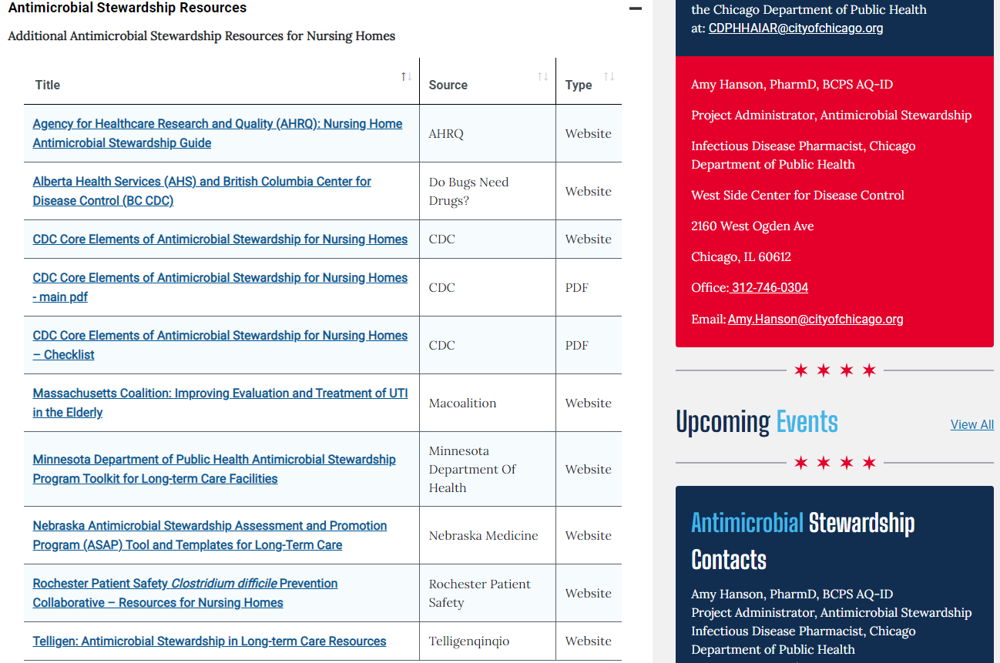 Antimicrobial Stewardship Resources
Additional Antimicrobial Stewardship Resources for Nursing Homes
Title
Source
Type
Agency for Healthcare Research and Quality (AHRQ): Nursing Home
Antimicrobial Stewardship Guide
AHRQ
Website
Alberta Health Services (AHS) and British Columbia Center for
Disease Control (BC CDC)
Do Bugs Need
Drugs?
Website
CDC Core Elements of Antimicrobial Stewardship for Nursing Homes
CDC
Website
CDC Core Elements of Antimicrobial Stewardship for Nursing Homes
- main pdf
CDC
PDF
CDC Core Elements of Antimicrobial Stewardship for Nursing Homes
– Checklist
CDC
PDF
Massachusetts Coalition: Improving Evaluation and Treatment of UTI
in the Elderly
Macoalition
Website
Minnesota Department of Public Health Antimicrobial Stewardship
Program Toolkit for Long-term Care Facilities
Minnesota
Department Of
Health
Website
Nebraska Antimicrobial Stewardship Assessment and Promotion
Program (ASAP) Tool and Templates for Long-Term Care
Nebraska Medicine
Website
Rochester Patient Safety Clostridium difficile Prevention
Collaborative – Resources for Nursing Homes
Rochester Patient
Safety
Website
Telligen: Antimicrobial Stewardship in Long-term Care Resources
Telligenqinqio
Website
the Chicago Department of Public Health
at: CDPHHAIAR@cityofchicago.org
Amy Hanson, PharmD, BCPS AQ-ID
Project Administrator, Antimicrobial Stewardship
Infectious Disease Pharmacist, Chicago
Department of Public Health
West Side Center for Disease Control
2160 West Ogden Ave
Chicago, IL 60612
Office: 312-746-0304
Email: Amy.Hanson@cityofchicago.org
Upcoming Events
View All
Antimicrobial Stewardship
Contacts
Amy Hanson, PharmD, BCPS AQ-ID
Project Administrator, Antimicrobial Stewardship
Infectious Disease Pharmacist, Chicago
Department of Public Health